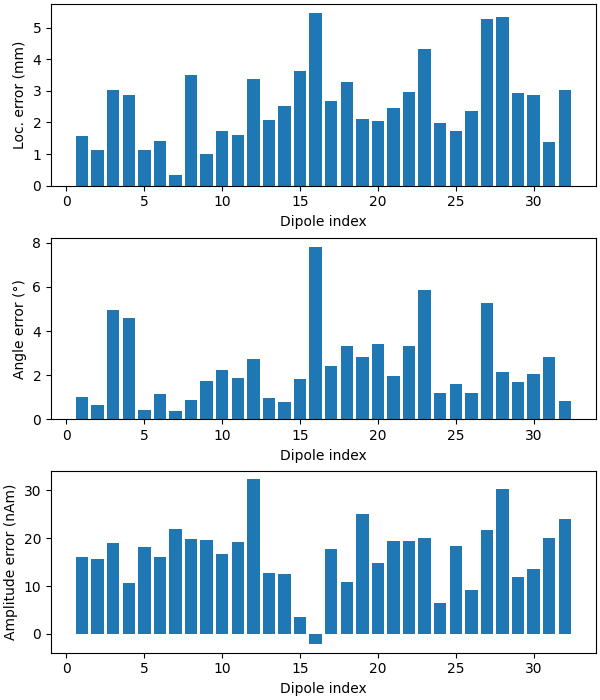 Loc. error (mm)
5
4
3
2
1
0
0 5 10 15 20 25 30
Dipole index
Angle error (°)
8
6
4
2
0
0 5 10 15 20 25 30
Dipole index
Amplitude error (nAm)
30
20
10
0
0 5 10 15 20 25 30
Dipole index